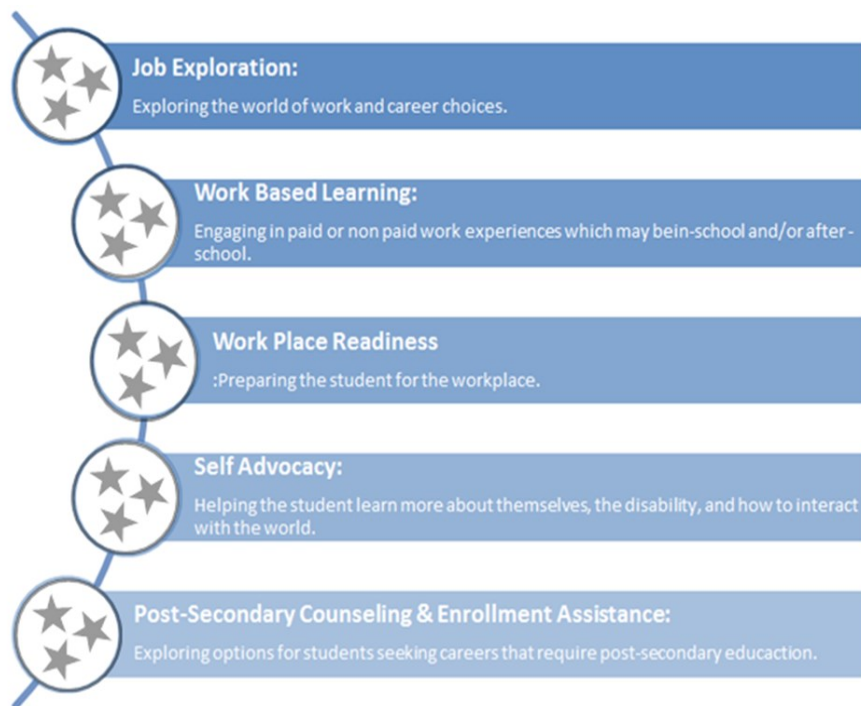 Job Exploration:
Exploring the world of work and career choices.
Work Based Learning:
Engaging in paid or non paid work experiences which may bein-school and/or after-
school.
Work Place Readiness
:Preparing the student for the workplace.
Self Advocacy:
Helping the student learn more about themselves, the disability, and how to interact
with the world.
Post-Secondary Counseling & Enrollment Assistance:
Exploring options for students seeking careers that require post-secondary educaction.